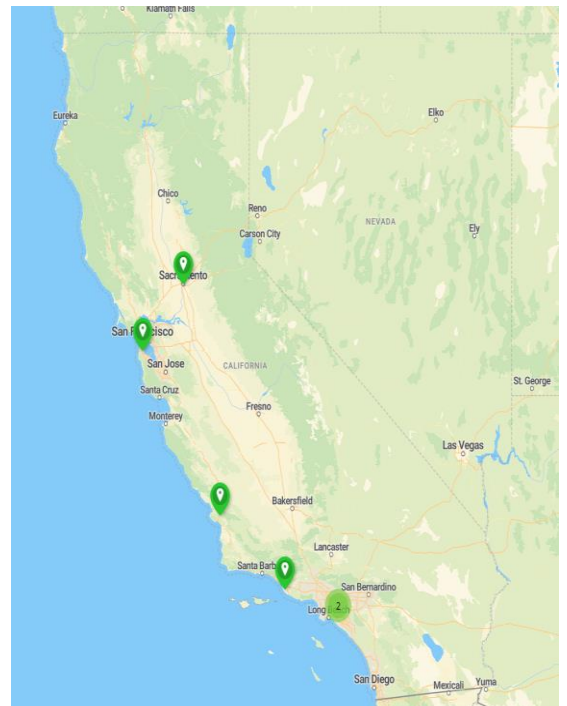 Klamath Falls
Eureka
Elko
Chico
Reno
Carson City
NEVADA
Ely
Sacramento
San Francisco
San Jose
CALIFORNIA
Santa Cruz
St. George
Monterey
Fresno
Las Vegas
Bakersfield
Lancaster
Santa Barb
San Bernardino
2
Long Beach
San Diego
Mexicali
Yuma